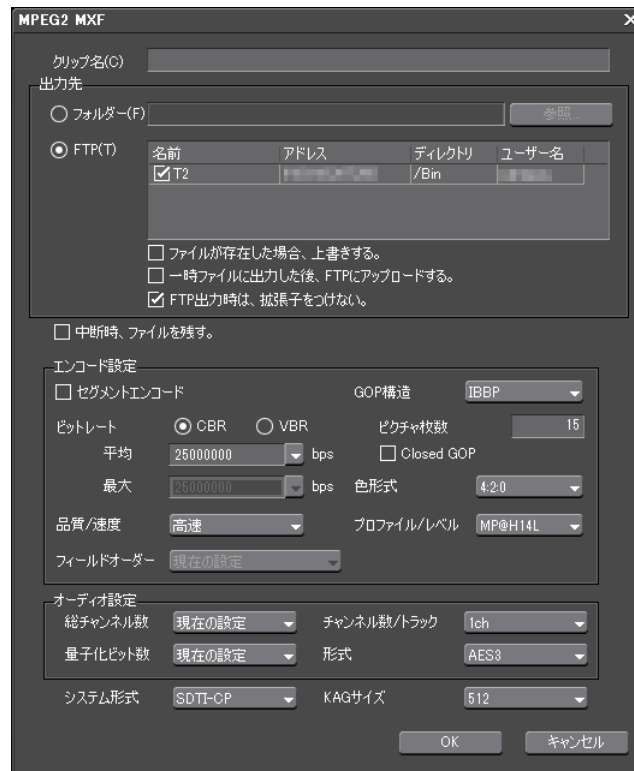 MPEG2 MXF
クリップ名(C)
出力先
フォルダー(F) 参照...
FTP(T)
名前 アドレス ディレクトリ ユーザー名
T2 /Bin
ファイルが存在した場合、上書きする。
一時ファイルに出力した後、FTPにアップロードする。
FTP出力時は、拡張子をつけない。
中断時、ファイルを残す。
エンコード設定
セグメントエンコード GOP構造 IBBP
ビットレート CBR VBR ピクチャ枚数 15
平均 25000000 bps Closed GOP
最大 25000000 bps 色形式 4:2:0
品質/速度 高速 プロファイル/レベル MP@H14L
フィールドオーダー 現在の設定
オーディオ設定
総チャンネル数 現在の設定 チャンネル数/トラック 1ch
量子化ビット数 現在の設定 形式 AES3
システム形式 SDTI-CP KAGサイズ 512
OK キャンセル